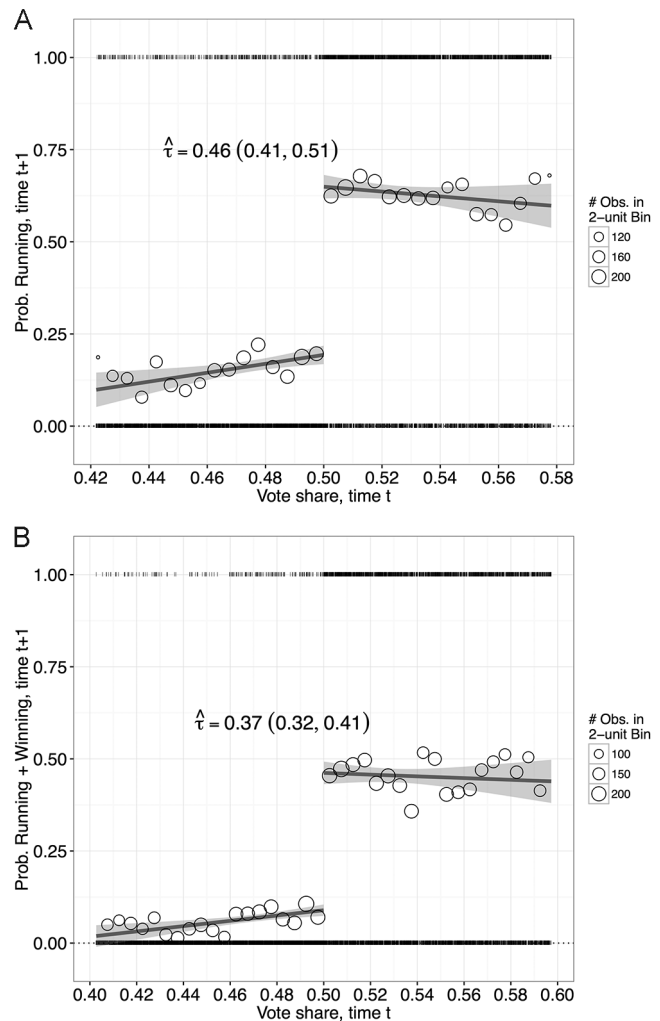 A
1.00
0.75
0.50
0.25
0.00
Prob. Running, time t+1
τ̂ = 0.46 (0.41, 0.51)
0.42 0.44 0.46 0.48 0.50 0.52 0.54 0.56 0.58
Vote share, time t
# Obs. in
2−unit Bin
120
160
200
B
1.00
0.75
0.50
0.25
0.00
Prob. Running + Winning, time t+1
τ̂ = 0.37 (0.32, 0.41)
0.40 0.42 0.44 0.46 0.48 0.50 0.52 0.54 0.56 0.58 0.60
Vote share, time t
# Obs. in
2−unit Bin
100
150
200